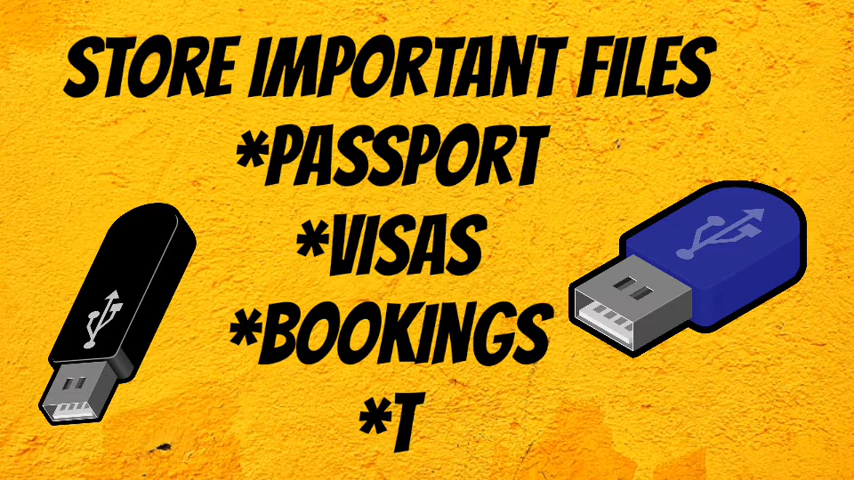 STORE IMPORTANT FILES
*PASSPORT
*VISAS
*BOOKINGS
*T